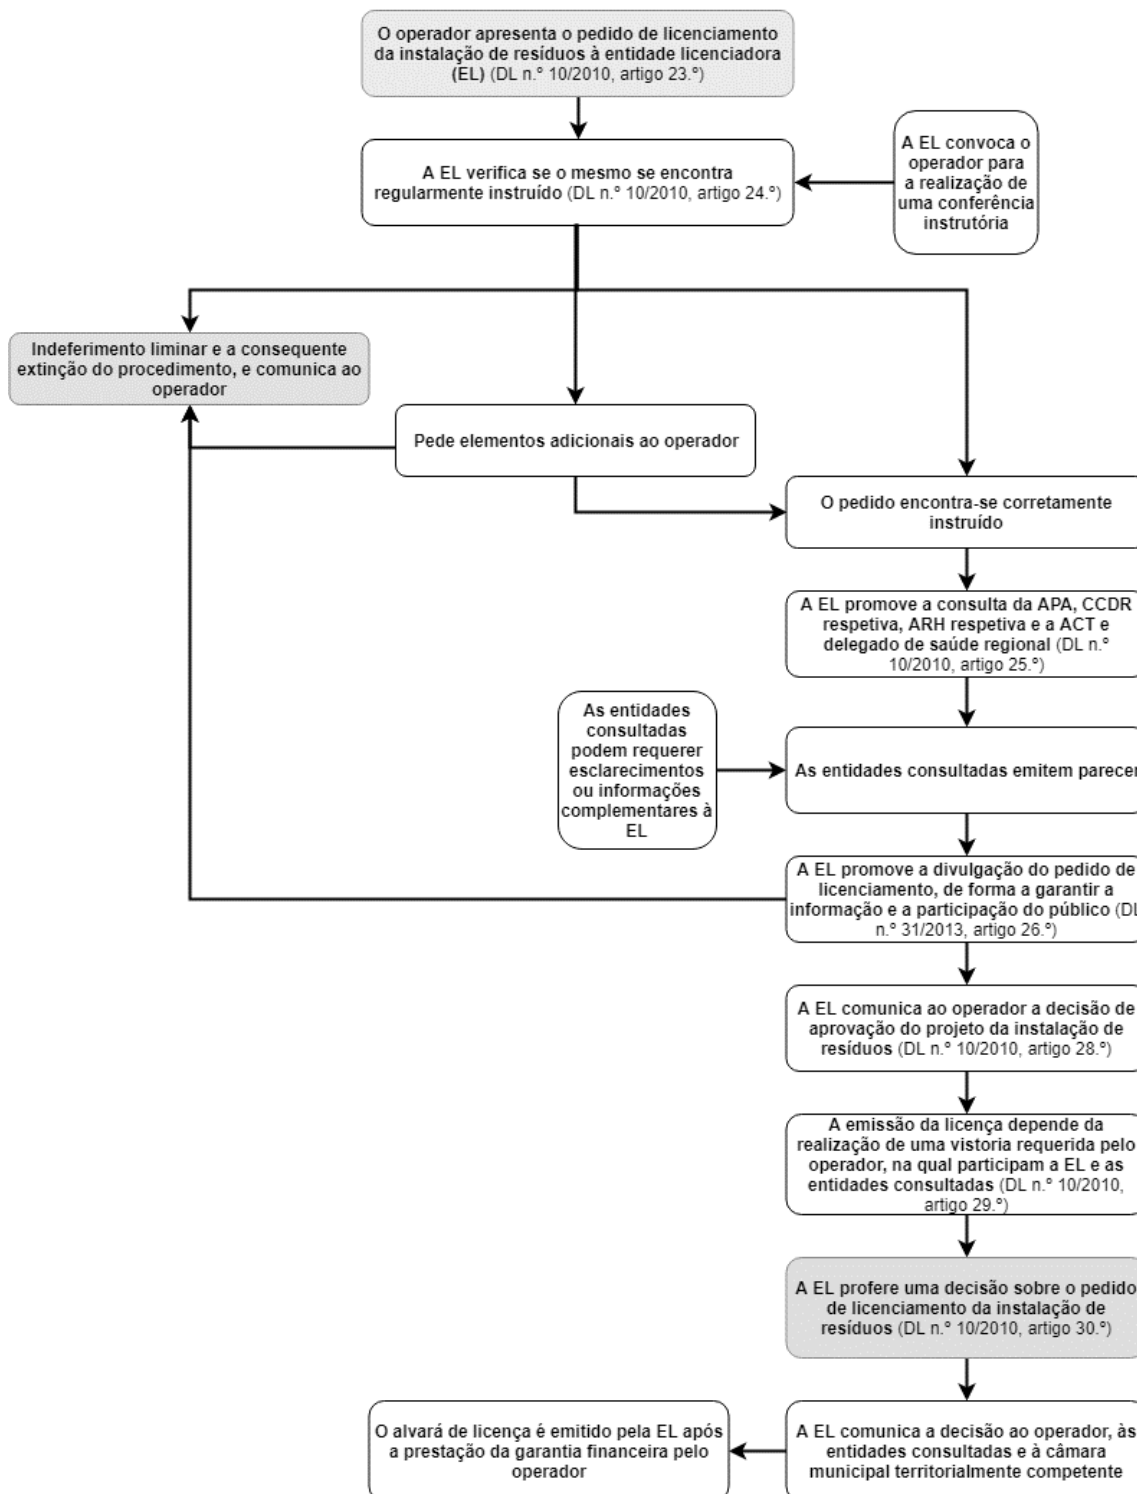 O operador apresenta o pedido de licenciamento
da instalação de resíduos à entidade licenciadora
(EL) (DL n.º 10/2010, artigo 23.º)
A EL convoca o
operador para
a realização de
uma conferência
instrutória
A EL verifica se o mesmo se encontra
regularmente instruído (DL n.º 10/2010, artigo 24.º)
Indeferimento liminar e a consequente
extinção do procedimento, e comunica ao
operador
Pede elementos adicionais ao operador
O pedido encontra-se corretamente
instruído
A EL promove a consulta da APA, CCDR
respetiva, ARH respetiva e a ACT e
delegado de saúde regional (DL n.º
10/2010, artigo 25.º)
As entidades
consultadas
podem requerer
esclarecimentos
ou informações
complementares à
EL
As entidades consultadas emitem parecer
A EL promove a divulgação do pedido de
licenciamento, de forma a garantir a
informação e a participação do público (DL
n.º 31/2013, artigo 26.º)
A EL comunica ao operador a decisão de
aprovação do projeto da instalação de
resíduos (DL n.º 10/2010, artigo 28.º)
A emissão da licença depende da
realização de uma vistoria requerida pelo
operador, na qual participam a EL e as
entidades consultadas (DL n.º 10/2010,
artigo 29.º)
A EL profere uma decisão sobre o pedido
de licenciamento da instalação de
resíduos (DL n.º 10/2010, artigo 30.º)
O alvará de licença é emitido pela EL após
a prestação da garantia financeira pelo
operador
A EL comunica a decisão ao operador, às
entidades consultadas e à câmara
municipal territorialmente competente